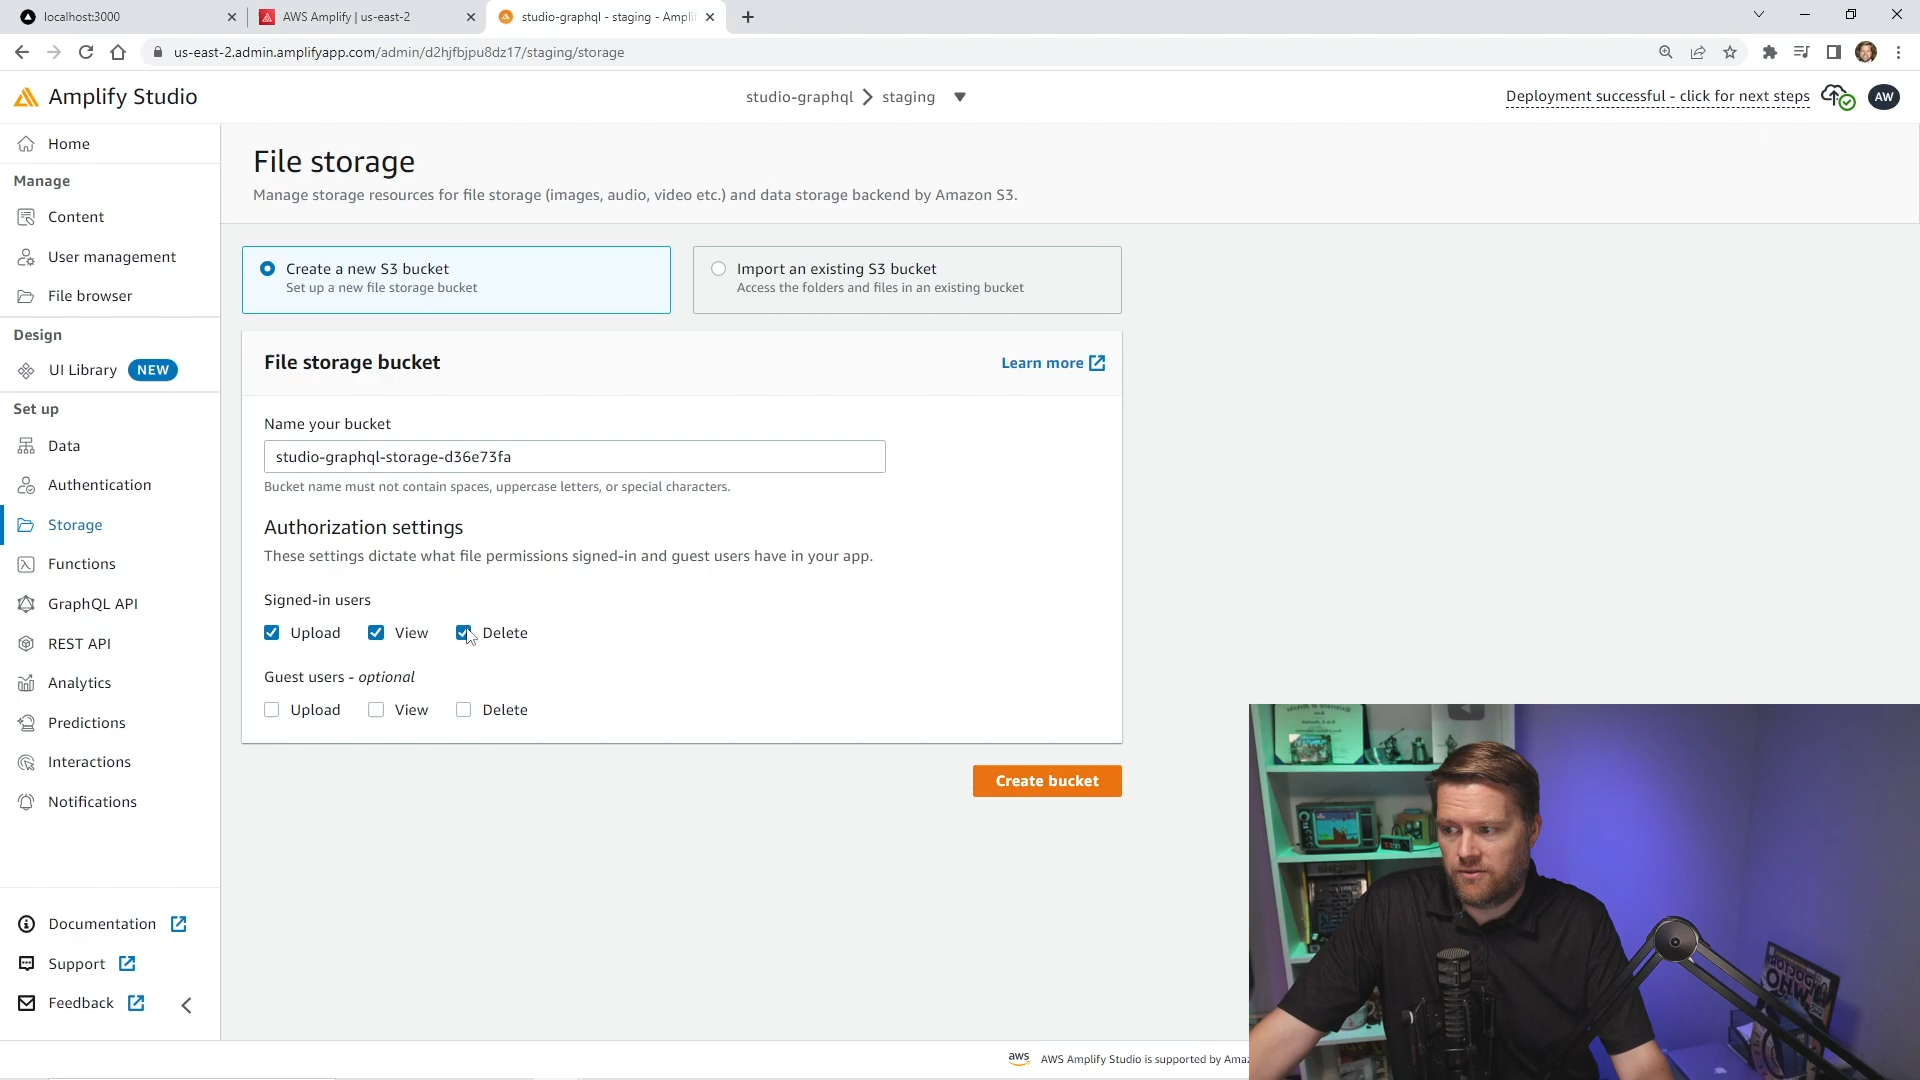 localhost:3000
AWS Amplify | us-east-2
studio-graphql - staging - Amplif
us-east-2.admin.amplifyapp.com/admin/d2hjfbjpu8dz17/staging/storage
Amplify Studio
studio-graphql
staging
Deployment successful - click for next steps
AW
Home
Manage
Content
User management
File browser
Design
UI Library NEW
Set up
Data
Authentication
Storage
Functions
GraphQL API
REST API
Analytics
Predictions
Interactions
Notifications
Documentation
Support
Feedback
File storage
Manage storage resources for file storage (images, audio, video etc.) and data storage backend by Amazon S3.
Create a new S3 bucket
Set up a new file storage bucket
Import an existing S3 bucket
Access the folders and files in an existing bucket
File storage bucket
Learn more
Name your bucket
studio-graphql-storage-d36e73fa
Bucket name must not contain spaces, uppercase letters, or special characters.
Authorization settings
These settings dictate what file permissions signed-in and guest users have in your app.
Signed-in users
Upload View Delete
Guest users - optional
Upload View Delete
Create bucket
DOCTOR
WHO
aws AWS Amplify Studio is supported by Amaz